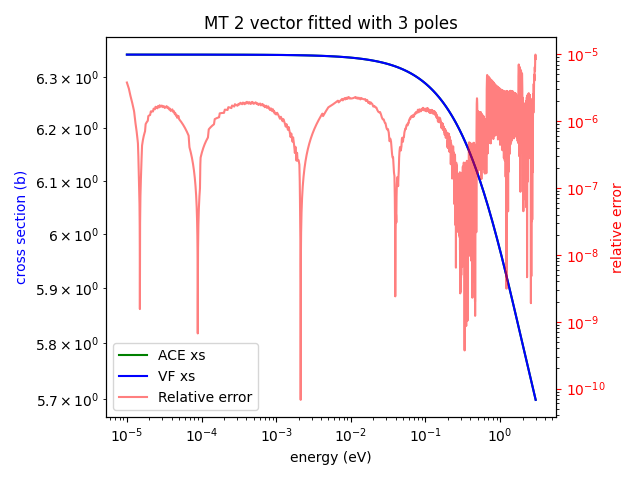 MT 2 vector fitted with 3 poles
cross section (b)
6.3 × 10⁰
6.2 × 10⁰
6.1 × 10⁰
6 × 10⁰
5.9 × 10⁰
5.8 × 10⁰
5.7 × 10⁰
ACE xs
VF xs
Relative error
10⁻⁵
10⁻⁶
10⁻⁷
10⁻⁸
10⁻⁹
10⁻¹⁰
relative error
10⁻⁵ 10⁻⁴ 10⁻³ 10⁻² 10⁻¹ 10⁰
energy (eV)